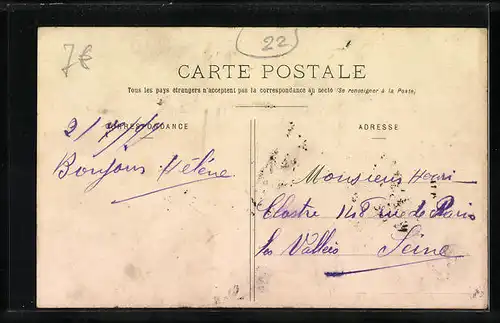 7€
22
CARTE POSTALE
Tous les pays étrangers n'acceptent pas la correspondance au recto (Se renseigner à la Poste)
CORRESPONDANCE
ADRESSE
Bonjour Hélène
Monsieur Henri
148 rue de Paris
Les Vallées Seine